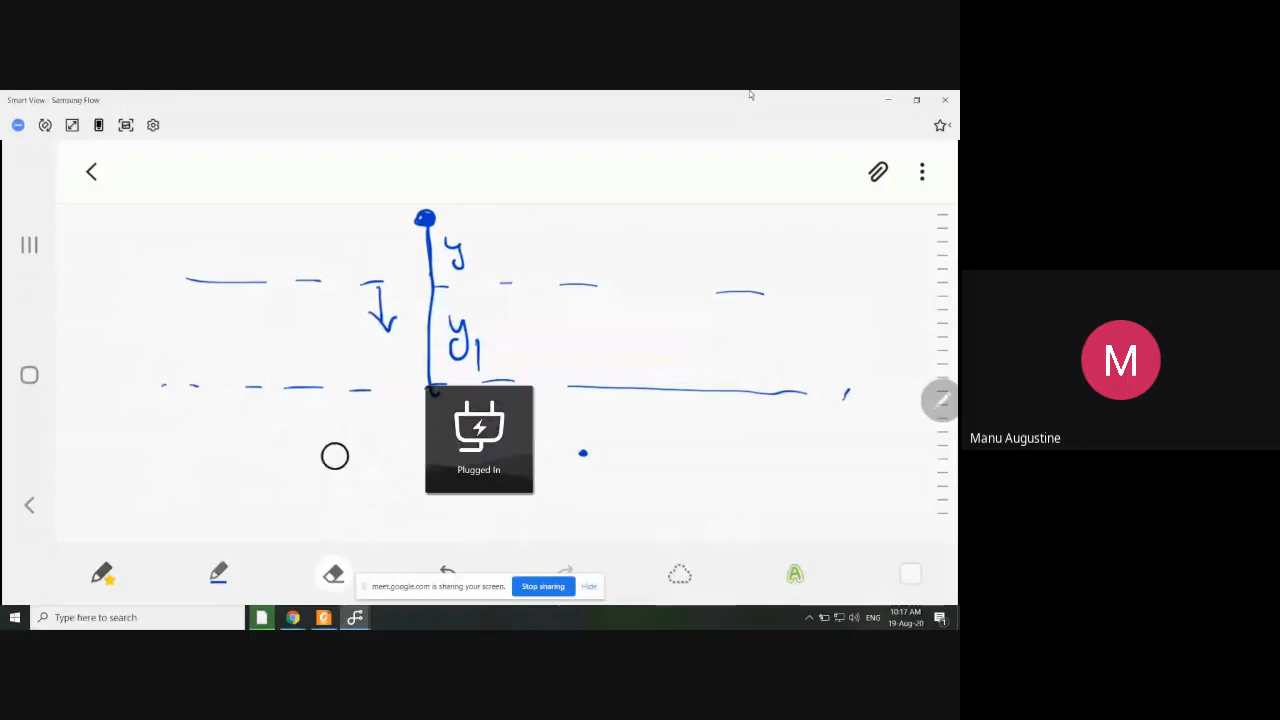 Smart View - Samsung Flow
y
y1
Plugged In
meet.google.com is sharing your screen.
Stop sharing
Hide
Type here to search
ENG
10:17 AM
19-Aug-20
1
A
M
Manu Augustine